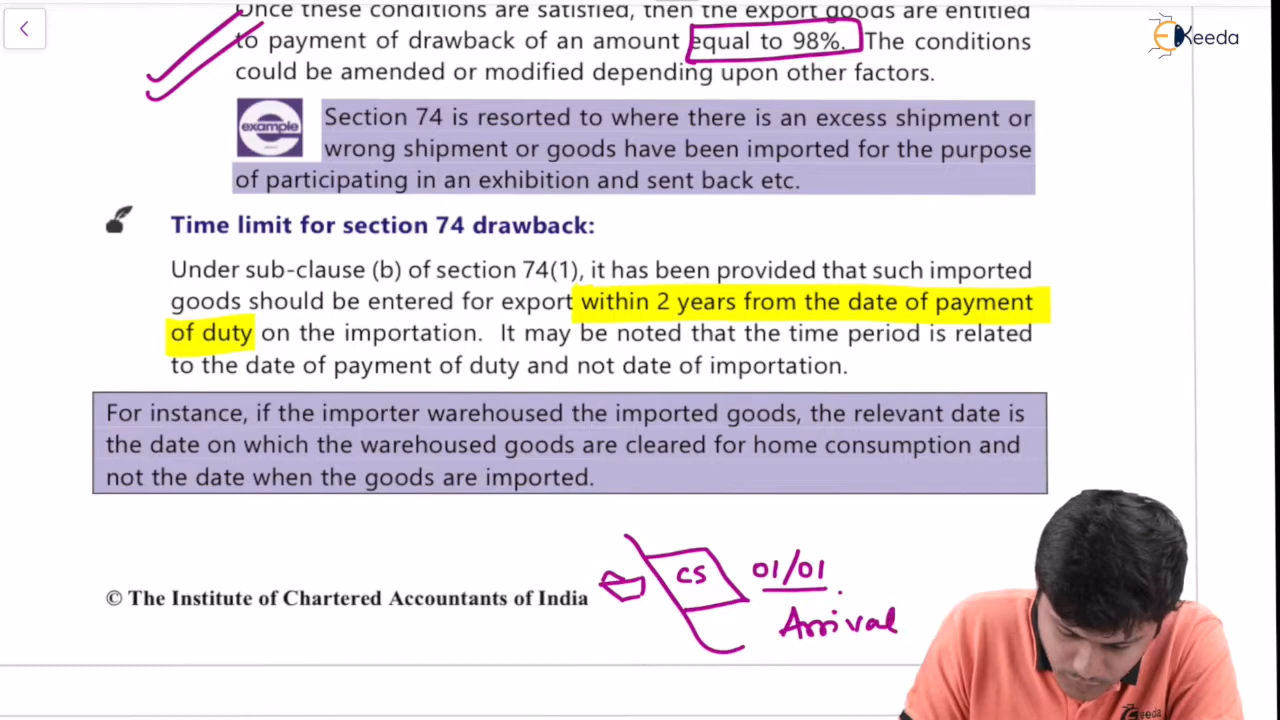 Once these conditions are satisfied, then the export goods are entitled
to payment of drawback of an amount equal to 98%. The conditions
could be amended or modified depending upon other factors.
Keeda
example
Section 74 is resorted to where there is an excess shipment or
wrong shipment or goods have been imported for the purpose
of participating in an exhibition and sent back etc.
Time limit for section 74 drawback:
Under sub-clause (b) of section 74(1), it has been provided that such imported
goods should be entered for export within 2 years from the date of payment
of duty on the importation. It may be noted that the time period is related
to the date of payment of duty and not date of importation.
For instance, if the importer warehoused the imported goods, the relevant date is
the date on which the warehoused goods are cleared for home consumption and
not the date when the goods are imported.
CS 01/01
Arrival
© The Institute of Chartered Accountants of India